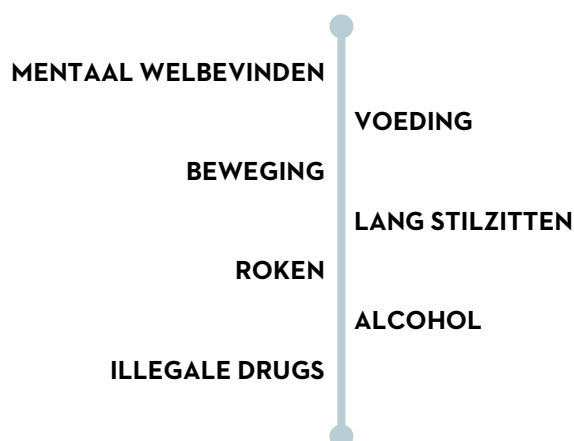 MENTAAL WELBEVINDEN
VOEDING
BEWEGING
LANG STILZITTEN
ROKEN
ALCOHOL
ILLEGALE DRUGS